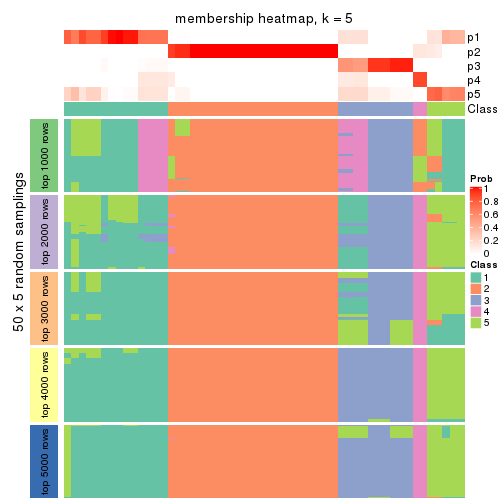 membership heatmap, k = 5
p1
p2
p3
p4
p5
Class
50 x 5 random samplings
top 1000 rows
top 2000 rows
top 3000 rows
top 4000 rows
top 5000 rows
Prob
1
0.8
0.6
0.4
0.2
0
Class
1
2
3
4
5